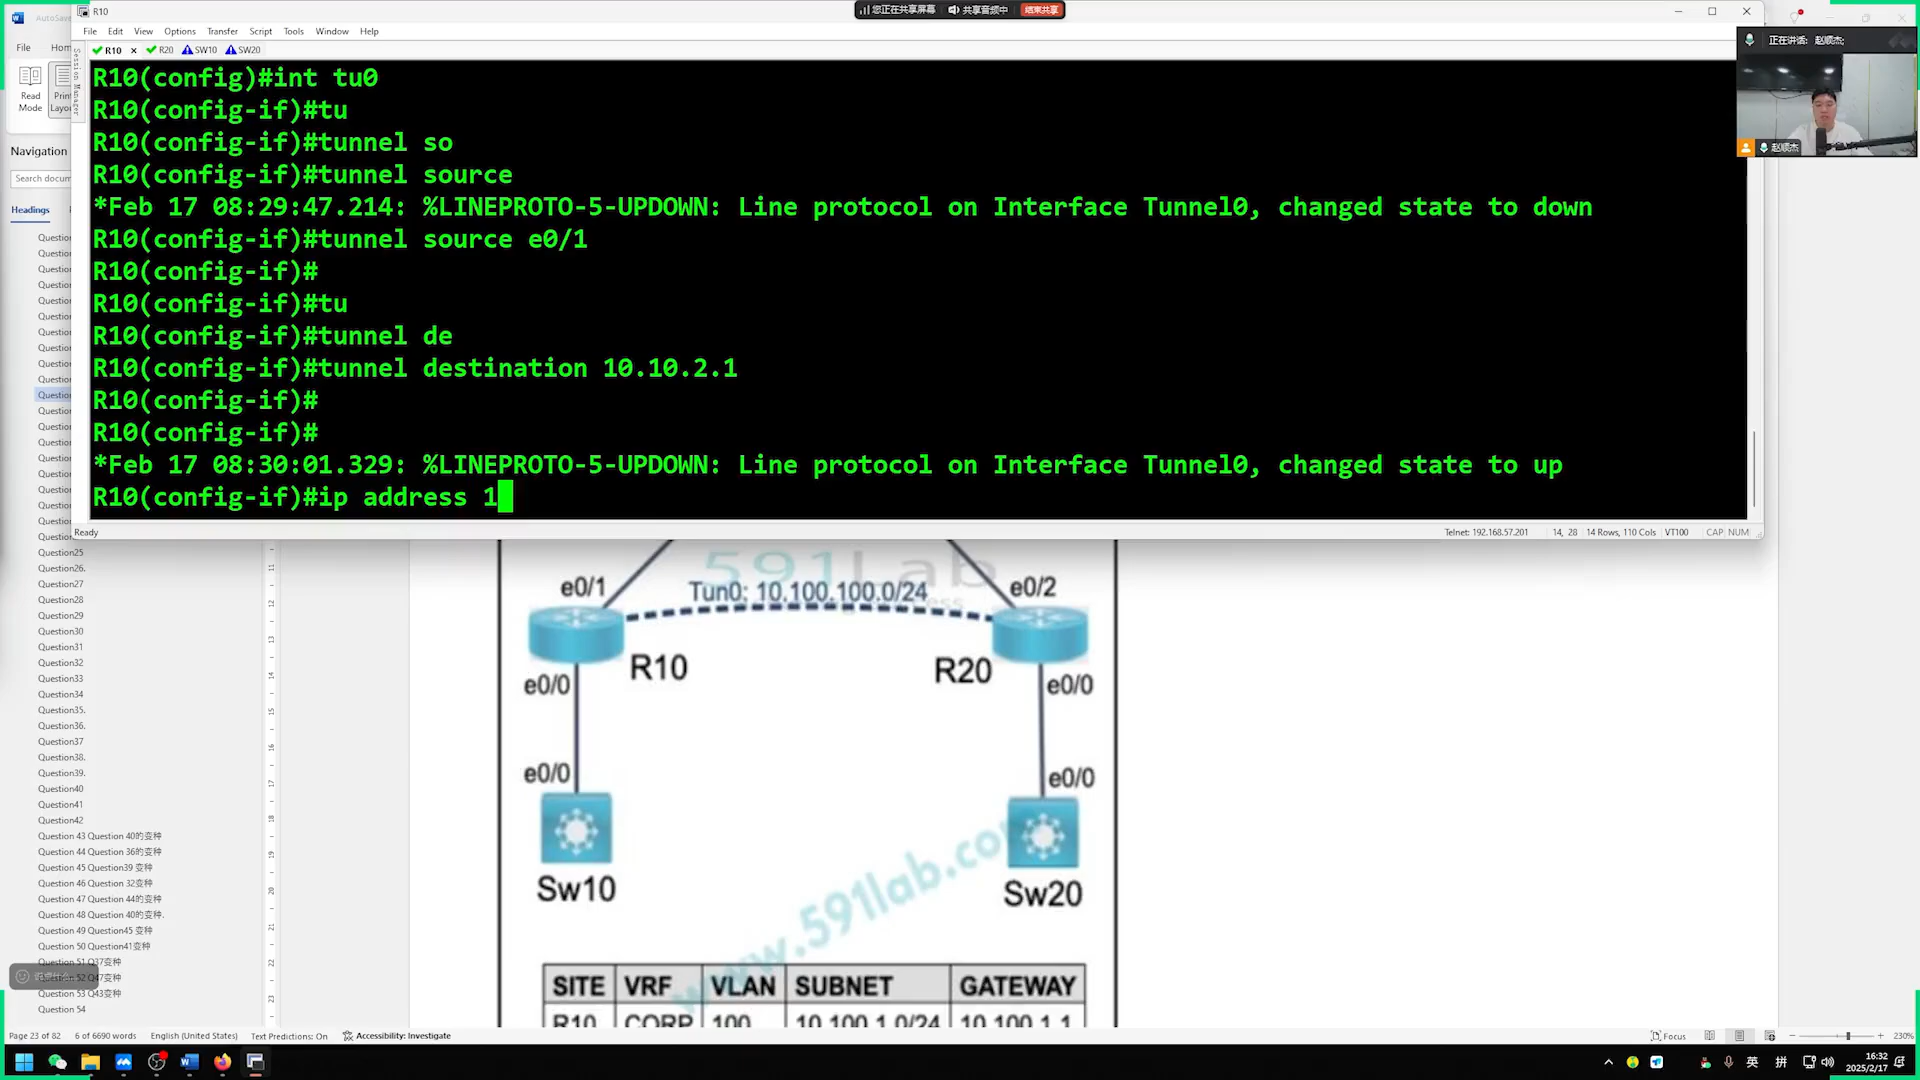 AutoSave
R10
您正在共享屏幕
共享音频中
结束共享
File Edit View Options Transfer Script Tools Window Help
正在讲话: 赵顺杰;
File Hom
R10 × R20 SW10 SW20
Session Manager
Read
Mode
Print
Layou
Navigation
Search docum
Headings
R10(config)#int tu0
R10(config-if)#tu
R10(config-if)#tunnel so
R10(config-if)#tunnel source
*Feb 17 08:29:47.214: %LINEPROTO-5-UPDOWN: Line protocol on Interface Tunnel0, changed state to down
R10(config-if)#tunnel source e0/1
R10(config-if)#
R10(config-if)#tu
R10(config-if)#tunnel de
R10(config-if)#tunnel destination 10.10.2.1
R10(config-if)#
R10(config-if)#
*Feb 17 08:30:01.329: %LINEPROTO-5-UPDOWN: Line protocol on Interface Tunnel0, changed state to up
R10(config-if)#ip address 1
赵顺杰
Ready
Telnet: 192.168.57.201 14, 28 14 Rows, 110 Cols VT100 CAP NUM
Question25
Question26.
Question27
Question28
Question29
Question30
Question31
Question32
Question33
Question34
Question35.
Question36.
Question37
Question38.
Question39.
Question40
Question41
Question42
Question 43 Question 40的变种
Question 44 Question 36的变种
Question 45 Question39 变种
Question 46 Question 32变种
Question 47 Question 44的变种
Question 48 Question 40的变种.
Question 49 Question45 变种
Question 50 Question41变种
Question 51 Q37变种
Question 52 Q47变种
Question 53 Q43变种
Question 54
591Lab
e0/1
Tun0: 10.100.100.0/24
e0/2
R10
R20
e0/0
e0/0
e0/0
e0/0
Sw10
Sw20
www.591lab.co
SITE VRF VLAN SUBNET GATEWAY
R10 CORP 100 10.100.1.0/24 10.100.1.1
Page 23 of 82 6 of 6690 words English (United States) Text Predictions: On Accessibility: Investigate
Focus
230%
英 拼
16:32
2025/2/17